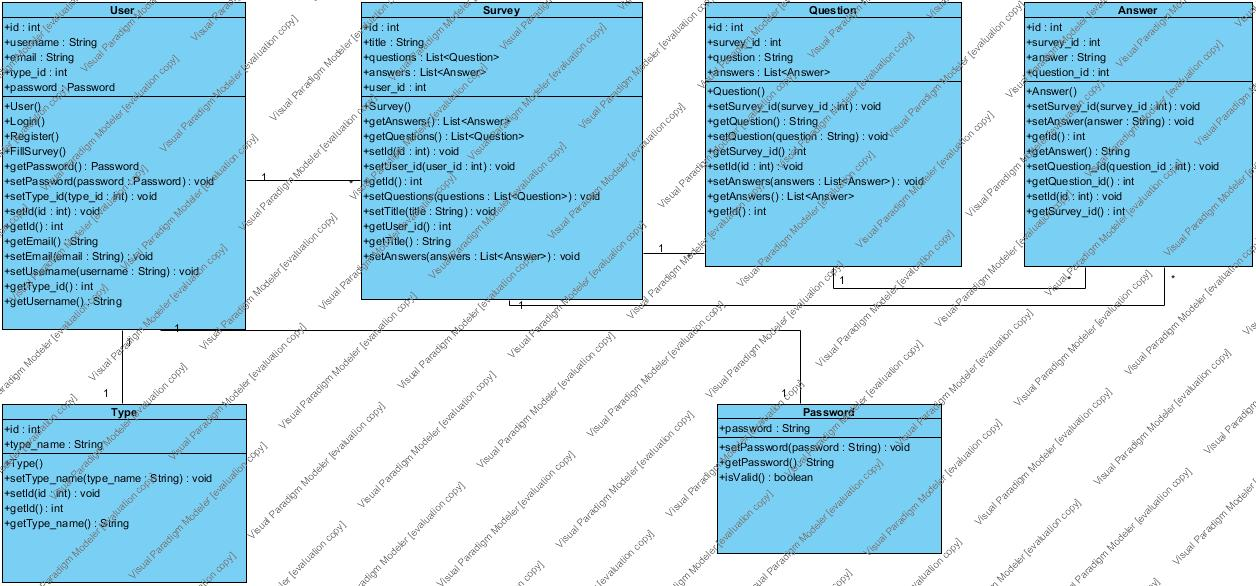 User
+id : int
+username : String
+email : String
+type_id : int
+password : Password
+User()
+Login()
+Register()
+FillSurvey()
+getPassword() : Password
+setPassword(password : Password) : void
+setType_id(type_id : int) : void
+setId(id : int) : void
+getId() : int
+getEmail() : String
+setEmail(email : String) : void
+setUsername(username : String) : void
+getType_id() : int
+getUsername() : String
Survey
+id : int
+title : String
+questions : List<Question>
+answers : List<Answer>
+user_id : int
+Survey()
+getAnswers() : List<Answer>
+getQuestions() : List<Question>
+setId(id : int) : void
+setUser_id(user_id : int) : void
+getId() : int
+setQuestions(questions : List<Question>) : void
+setTitle(title : String) : void
+getUser_id() : int
+getTitle() : String
+setAnswers(answers : List<Answer>) : void
Question
+id : int
+survey_id : int
+question : String
+answers : List<Answer>
+Question()
+setSurvey_id(survey_id : int) : void
+getQuestion() : String
+setQuestion(question : String) : void
+getSurvey_id() : int
+setId(id : int) : void
+setAnswers(answers : List<Answer>) : void
+getAnswers() : List<Answer>
+getId() : int
Answer
+id : int
+survey_id : int
+answer : String
+question_id : int
+Answer()
+setSurvey_id(survey_id : int) : void
+setAnswer(answer : String) : void
+getId() : int
+getAnswer() : String
+setQuestion_id(question_id : int) : void
+getQuestion_id() : int
+setId(id : int) : void
+getSurvey_id() : int
1
*
1
1
*
1
*
1
1
1
1
Type
+id : int
+type_name : String
+Type()
+setType_name(type_name : String) : void
+setId(id : int) : void
+getId() : int
+getType_name() : String
Password
+password : String
+setPassword(password : String) : void
+getPassword() : String
+isValid() : boolean
Visual Paradigm Modeler [evaluation copy]